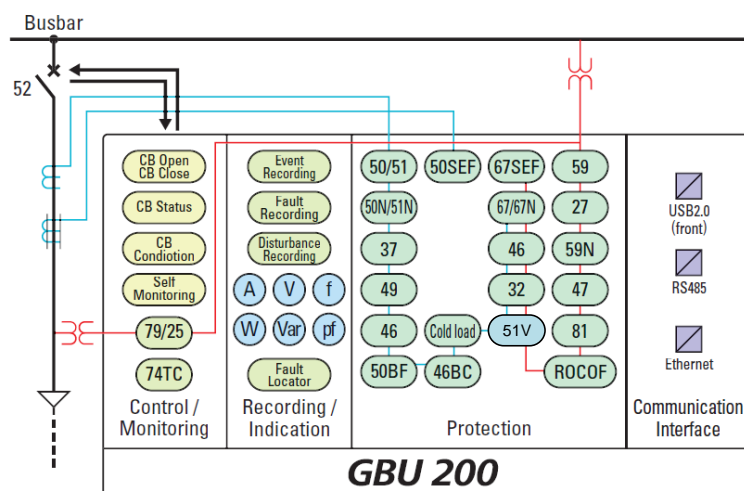 Busbar
52
CB Open
CB Close
CB Status
CB
Condiotion
Self
Monitoring
79/25
74TC
Control /
Monitoring
Event
Recording
Fault
Recording
Disturbance
Recording
A V f
W Var pf
Fault
Locator
Recording /
Indication
50/51 50SEF 67SEF 59
50N/51N 67/67N 27
37 46 59N
49 32 47
46 Cold load 51V 81
50BF 46BC ROCOF
Protection
USB2.0
(front)
RS485
Ethernet
Communication
Interface
GBU 200